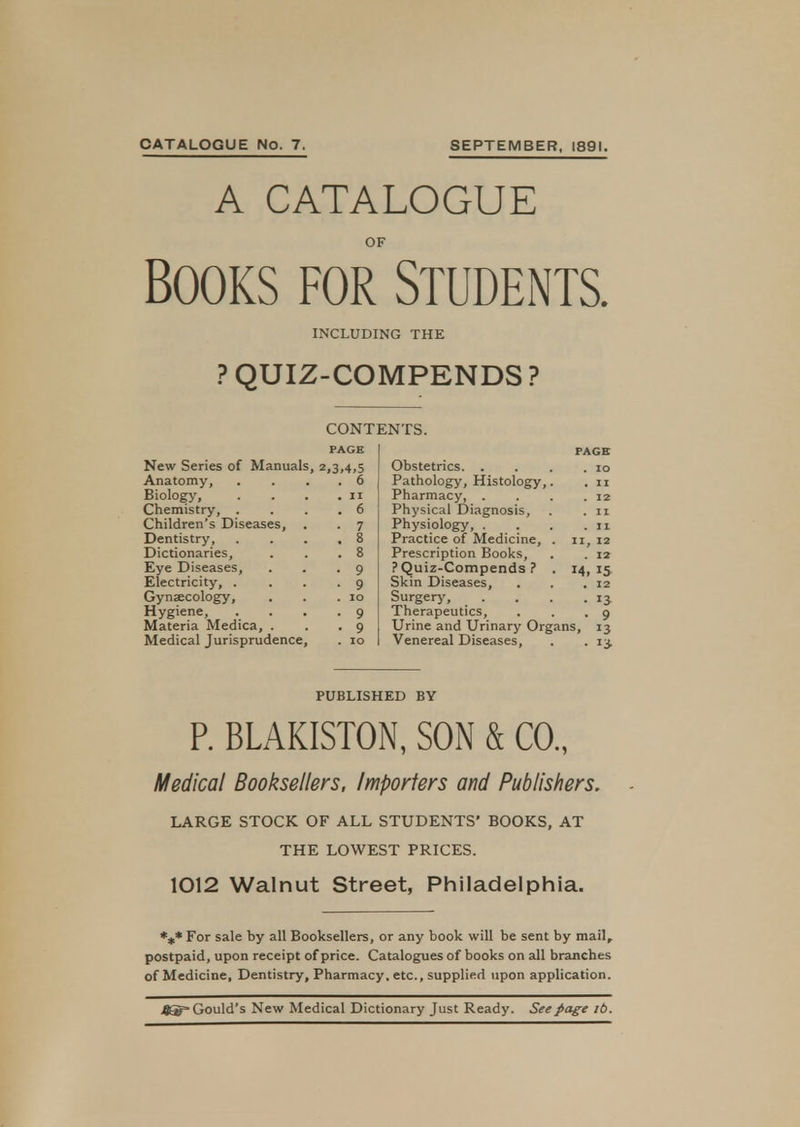 CATALOGUE No. 7. SEPTEMBER, 1891.
A CATALOGUE
OF
BOOKS FOR STUDENTS.
INCLUDING THE
? QUIZ-COMPENDS ?
CONTENTS.
PAGE
New Series of Manuals, 2,3,4,5
Anatomy, . . . . 6
Biology, . . . . 11
Chemistry, . . . . 6
Children's Diseases, . . 7
Dentistry, . . . . 8
Dictionaries, . . . 8
Eye Diseases, . . . 9
Electricity, . . . . 9
Gynæcology, . . . 10
Hygiene, . . . . 9
Materia Medica, . . . 9
Medical Jurisprudence, . 10
PAGE
Obstetrics. . . . . 10
Pathology, Histology, . . 11
Pharmacy, . . . . 12
Physical Diagnosis, . . 11
Physiology, . . . . 11
Practice of Medicine, . 11, 12
Prescription Books, . . 12
? Quiz-Compends ? . 14, 15
Skin Diseases, . . . 12
Surgery, . . . . 13
Therapeutics, . . . 9
Urine and Urinary Organs, 13
Venereal Diseases, . . 13
PUBLISHED BY
P. BLAKISTON, SON & CO.,
Medical Booksellers, Importers and Publishers.
LARGE STOCK OF ALL STUDENTS' BOOKS, AT
THE LOWEST PRICES.
1012 Walnut Street, Philadelphia.
*** For sale by all Booksellers, or any book will be sent by mail,
postpaid, upon receipt of price. Catalogues of books on all branches
of Medicine, Dentistry, Pharmacy, etc., supplied upon application.
☞ Gould's New Medical Dictionary Just Ready. See page 16.